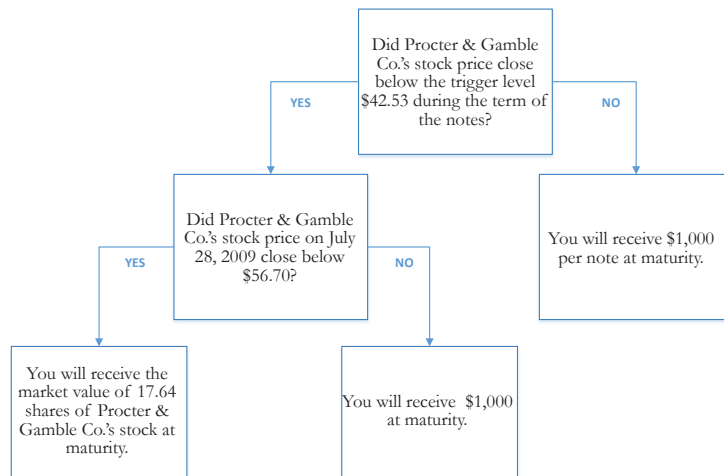 Did Procter & Gamble
Co.'s stock price close
below the trigger level
$42.53 during the term of
the notes?
YES
NO
Did Procter & Gamble
Co.'s stock price on July
28, 2009 close below
$56.70?
You will receive $1,000
per note at maturity.
YES
NO
You will receive the
market value of 17.64
shares of Procter &
Gamble Co.'s stock at
maturity.
You will receive $1,000
at maturity.